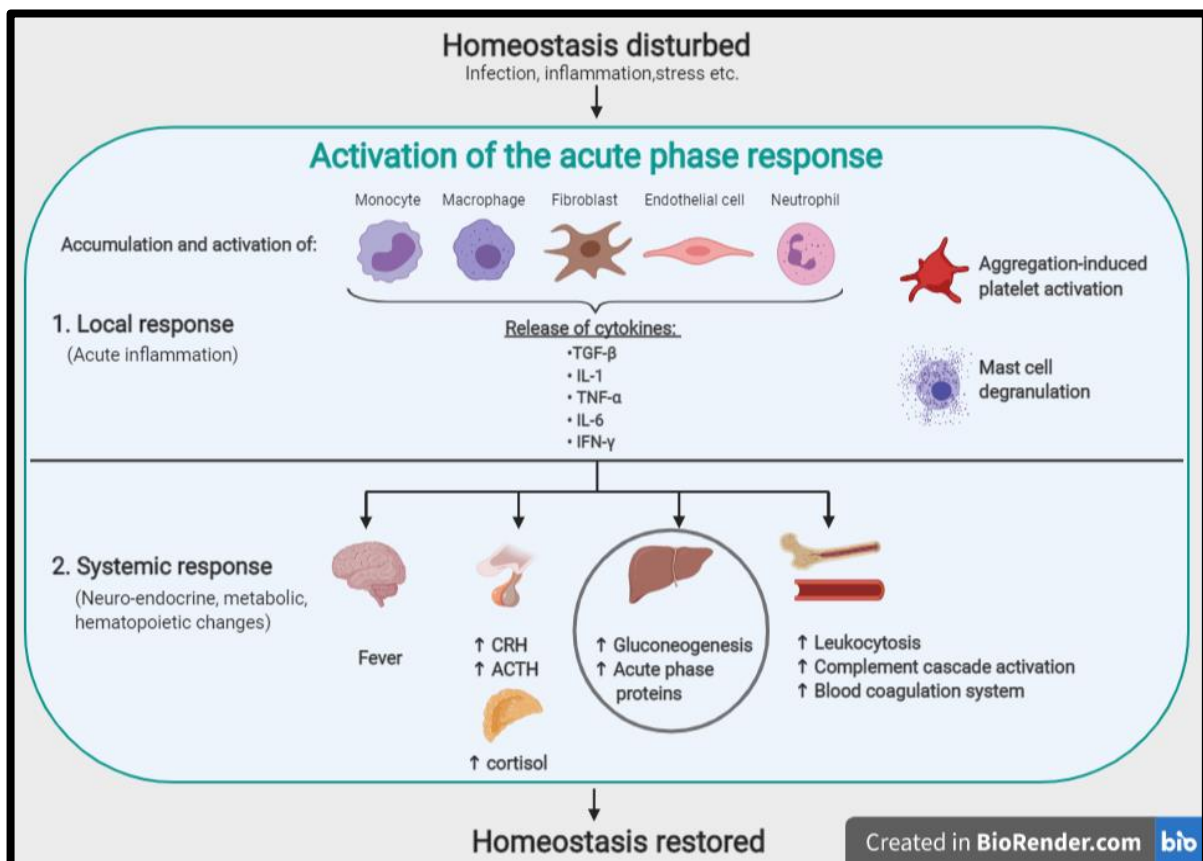 Homeostasis disturbed
Infection, inflammation,stress etc.
Activation of the acute phase response
Monocyte
Macrophage
Fibroblast
Endothelial cell
Neutrophil
Accumulation and activation of:
Aggregation-induced
platelet activation
1. Local response
(Acute inflammation)
Release of cytokines:
•TGF-β
• IL-1
• TNF-α
• IL-6
• IFN-γ
Mast cell
degranulation
2. Systemic response
(Neuro-endocrine, metabolic,
hematopoietic changes)
Fever
↑ CRH
↑ ACTH
↑ cortisol
↑ Gluconeogenesis
↑ Acute phase
proteins
↑ Leukocytosis
↑ Complement cascade activation
↑ Blood coagulation system
Homeostasis restored
Created in BioRender.com bio